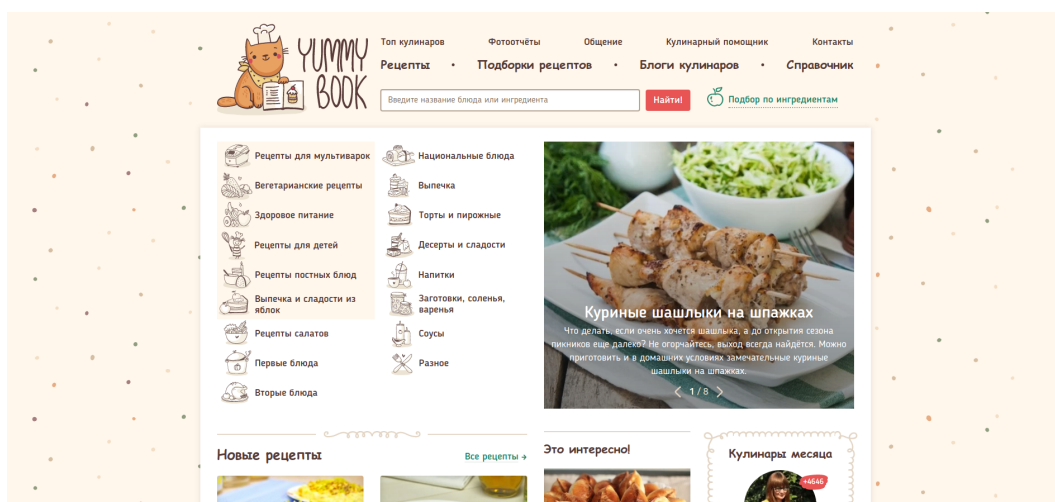 YUMMY
BOOK
Топ кулинаров
Фотоотчёты
Общение
Кулинарный помощник
Контакты
Рецепты • Подборки рецептов • Блоги кулинаров • Справочник
Введите название блюда или ингредиента
Найти!
Подбор по ингредиентам
Рецепты для мультиварок
Вегетарианские рецепты
Здоровое питание
Рецепты для детей
Рецепты постных блюд
Выпечка и сладости из
яблок
Рецепты салатов
Первые блюда
Вторые блюда
Национальные блюда
Выпечка
Торты и пирожные
Десерты и сладости
Напитки
Заготовки, соленья,
варенья
Соусы
Разное
Куриные шашлыки на шпажках
Что делать, если очень хочется шашлыка, а до открытия сезона
пикников еще далеко? Не огорчайтесь, выход всегда найдётся. Можно
приготовить и в домашних условиях замечательные куриные
шашлыки на шпажках.
1 / 8
Новые рецепты
Все рецепты →
Это интересно!
Кулинары месяца
+4646